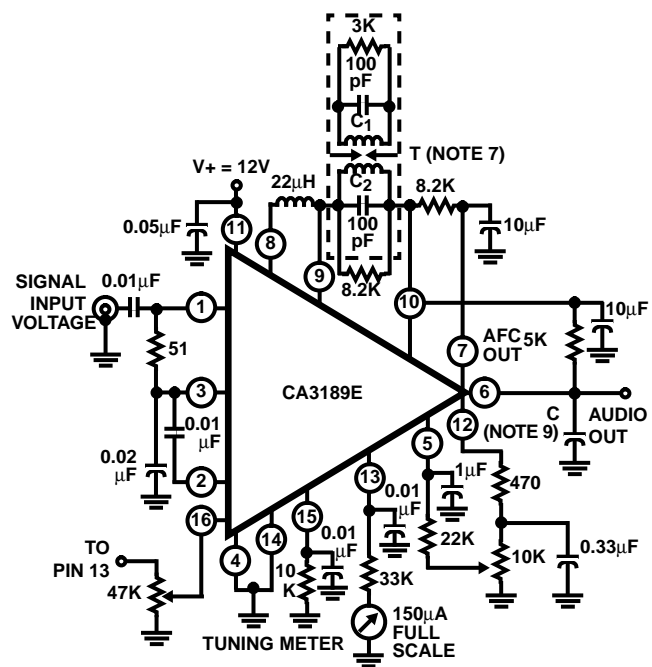 3K
100
pF
C1
T (NOTE 7)
V+ = 12V
22µH
C2
8.2K
0.05µF
11
8
100
pF
10µF
0.01µF
9
8.2K
10
10µF
SIGNAL
INPUT
VOLTAGE
1
51
7
AFC
OUT
5K
3
CA3189E
6
0.01
µF
12
C
(NOTE 9)
AUDIO
OUT
0.02
µF
2
5
1µF
470
16
13
0.01
µF
15
0.01
µF
TO
PIN 13
4
14
22K
10K
0.33µF
47K
10
K
33K
TUNING METER
150µA
FULL
SCALE